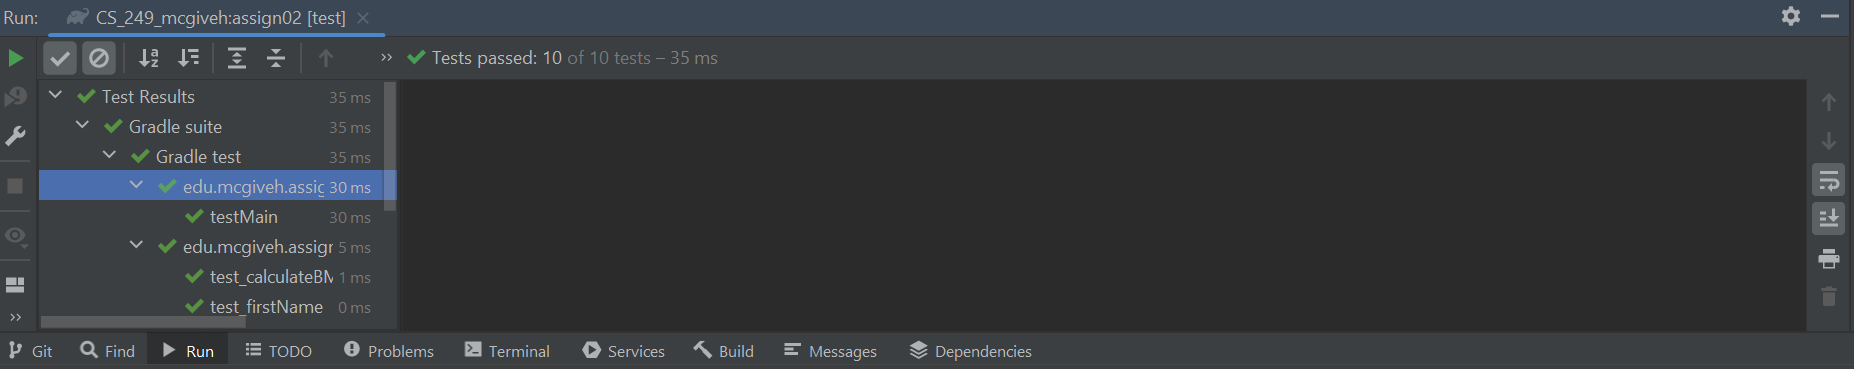 Run: CS_249_mcgiveh:assign02 [test]
Tests passed: 10 of 10 tests – 35 ms
Test Results 35 ms
Gradle suite 35 ms
Gradle test 35 ms
edu.mcgiveh.assig 30 ms
testMain 30 ms
edu.mcgiveh.assign 5 ms
test_calculateBM 1 ms
test_firstName 0 ms
Git Find Run TODO Problems Terminal Services Build Messages Dependencies